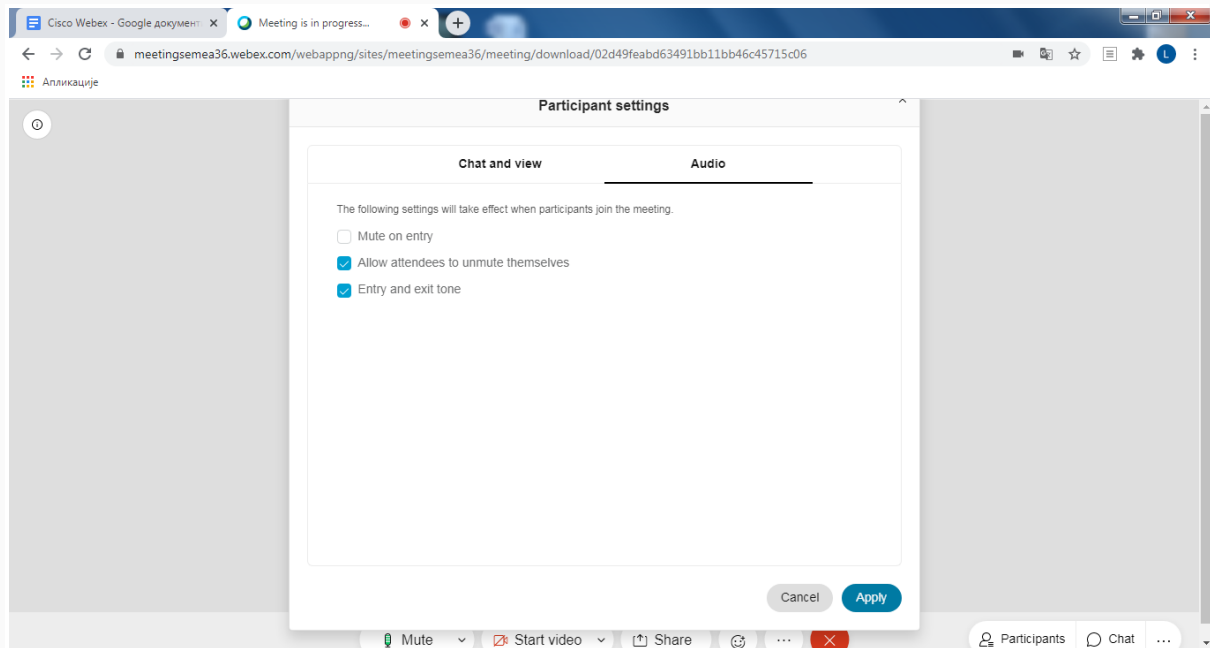 Cisco Webex - Google документ
Meeting is in progress...
meetingsemea36.webex.com/webappng/sites/meetingsemea36/meeting/download/02d49feabd63491bb11bb46c45715c06
L
Апликације
Participant settings
Chat and view
Audio
The following settings will take effect when participants join the meeting.
Mute on entry
Allow attendees to unmute themselves
Entry and exit tone
Cancel
Apply
Mute
Start video
Share
Participants
Chat